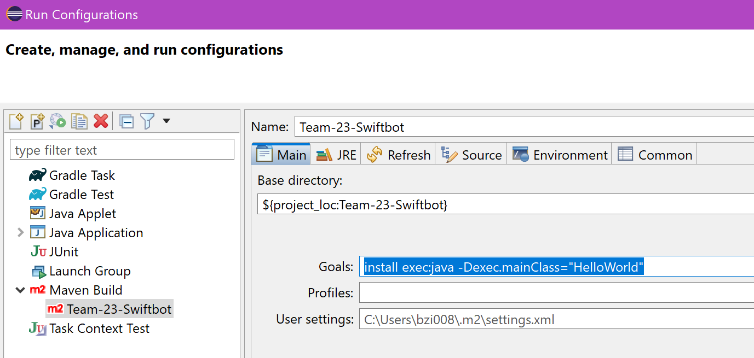 Run Configurations
Create, manage, and run configurations
type filter text
Gradle Task
Gradle Test
Java Applet
Java Application
JUnit
Launch Group
Maven Build
m2 Team-23-Swiftbot
Task Context Test
Name: Team-23-Swiftbot
Main JRE Refresh Source Environment Common
Base directory:
${project_loc:Team-23-Swiftbot}
Goals: install exec:java -Dexec.mainClass="HelloWorld"
Profiles:
User settings: C:\Users\bzi008\.m2\settings.xml